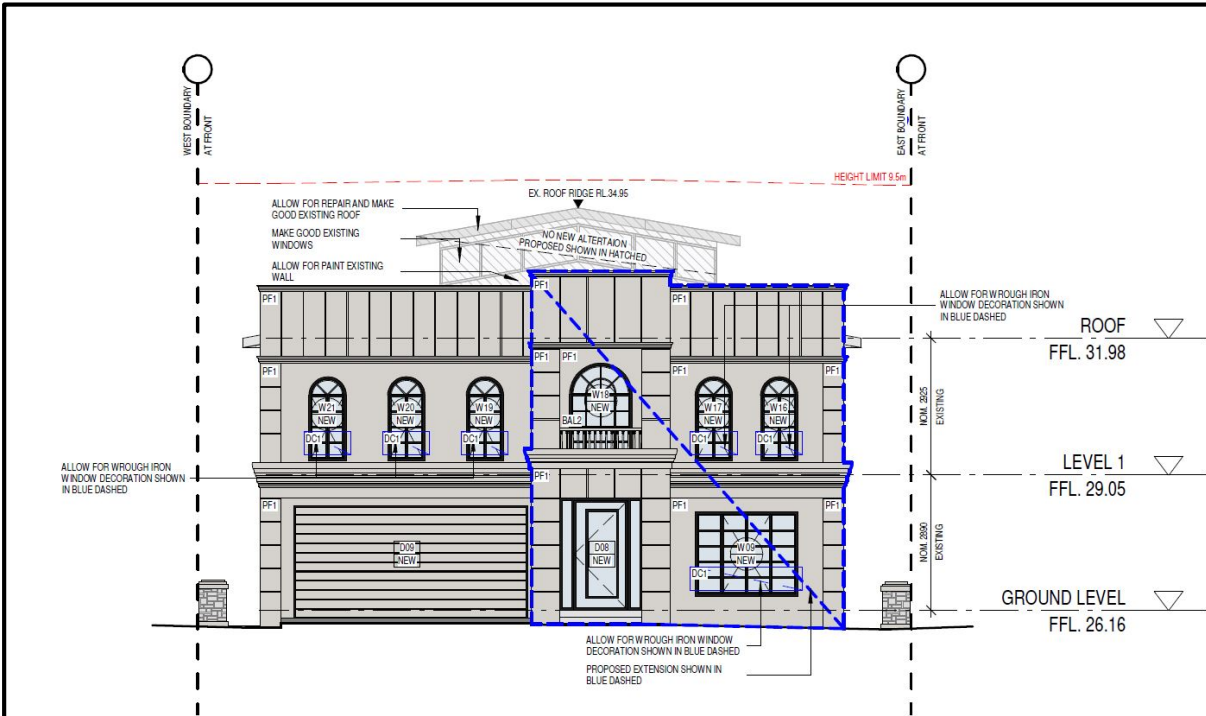 WEST BOUNDARY
AT FRONT
EAST BOUNDARY
AT FRONT
HEIGHT LIMIT 9.5m
EX. ROOF RIDGE RL.34.95
ALLOW FOR REPAIR AND MAKE
GOOD EXISTING ROOF
MAKE GOOD EXISTING
WINDOWS
ALLOW FOR PAINT EXISTING
WALL
NO NEW ALTERTAION
PROPOSED SHOWN IN HATCHED
PF1
PF1
PF1
ALLOW FOR WROUGH IRON
WINDOW DECORATION SHOWN
IN BLUE DASHED
ROOF
FFL. 31.98
PF1
PF1
PF1
PF1
PF1
W21
NEW
W20
NEW
W19
NEW
W18
NEW
W17
NEW
W16
NEW
BAL2
DC1
DC1
DC1
DC1
DC1
NOM. 2925
EXISTING
ALLOW FOR WROUGH IRON
WINDOW DECORATION SHOWN
IN BLUE DASHED
LEVEL 1
FFL. 29.05
PF1
PF1
PF1
PF1
D09
NEW
D08
NEW
W09
NEW
DC1
NOM. 2890
EXISTING
GROUND LEVEL
FFL. 26.16
ALLOW FOR WROUGH IRON WINDOW
DECORATION SHOWN IN BLUE DASHED
PROPOSED EXTENSION SHOWN IN
BLUE DASHED